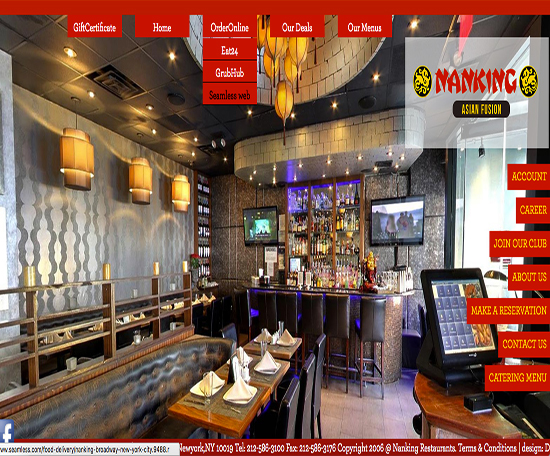 GiftCertificate
Home
OrderOnline
Our Deals
Our Menus
Eat24
GrubHub
Seamless web
NANKING
ASIAN FUSION
ACCOUNT
CAREER
JOIN OUR CLUB
ABOUT US
MAKE A RESERVATION
CONTACT US
CATERING MENU
f
Newyork,NY 10019 Tel: 212-586-3100 Fax: 212-586-3176 Copyright 2006 @ Nanking Restaurants. Terms & Conditions | design: D
www.seamless.com/food-delivery/nanking-broadway-new-york-city.9488.r